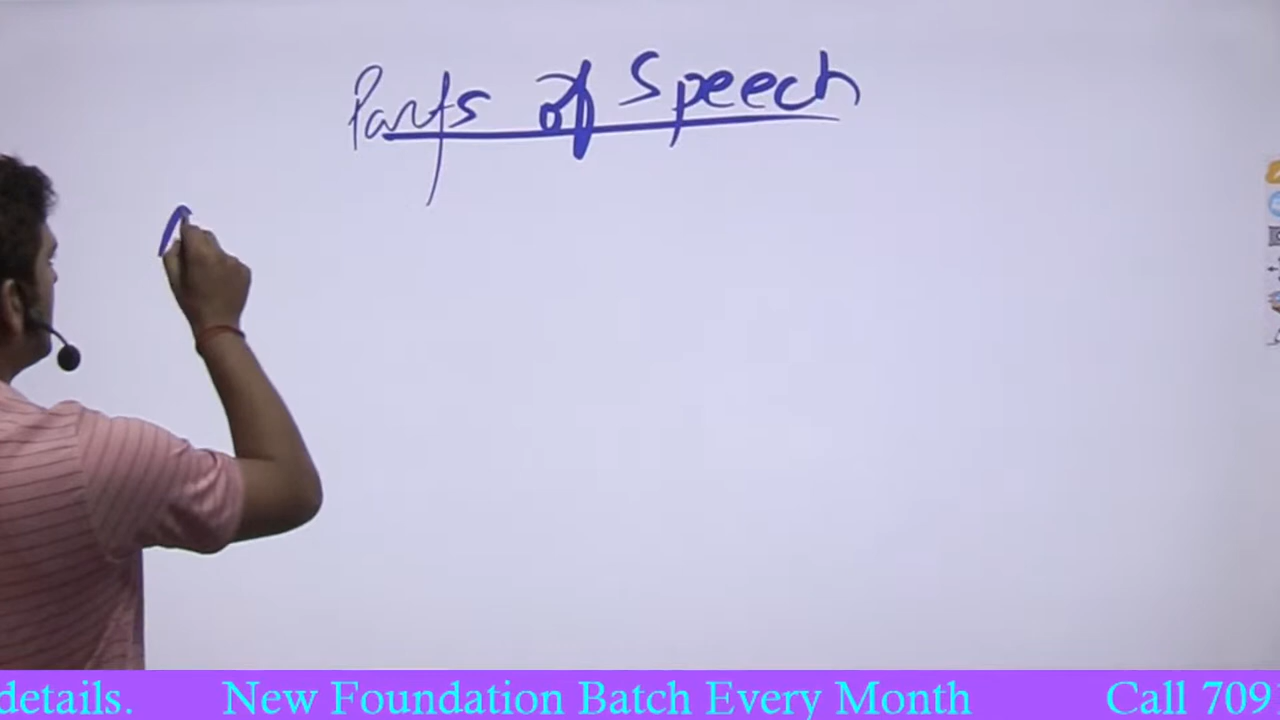 Parts of Speech
details. New Foundation Batch Every Month Call 709